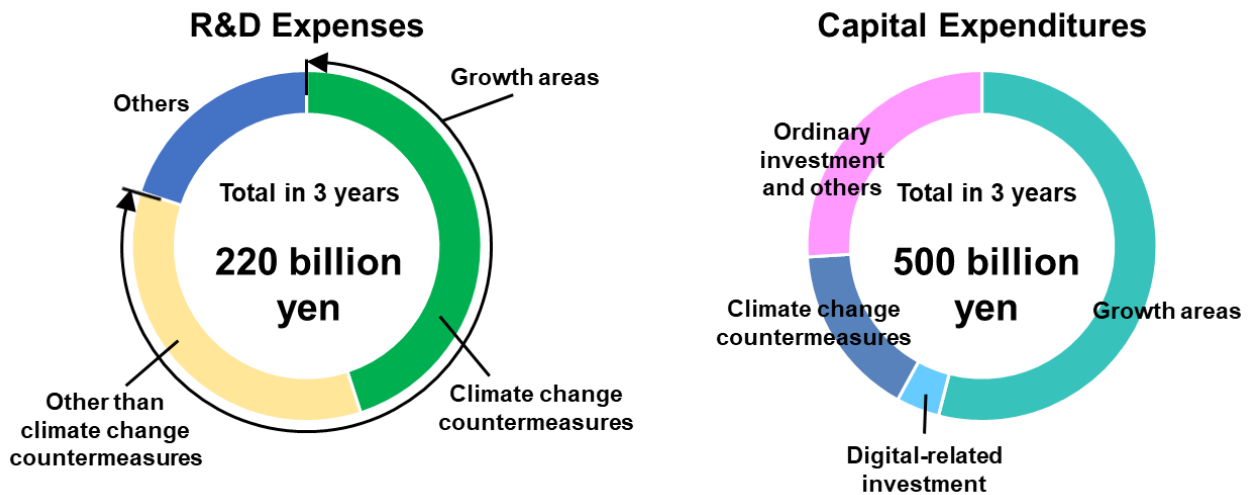 R&D Expenses
Growth areas
Others
Total in 3 years
220 billion
yen
Other than
climate change
countermeasures
Climate change
countermeasures
Capital Expenditures
Ordinary
investment
and others
Total in 3 years
500 billion
yen
Climate change
countermeasures
Growth areas
Digital-related
investment